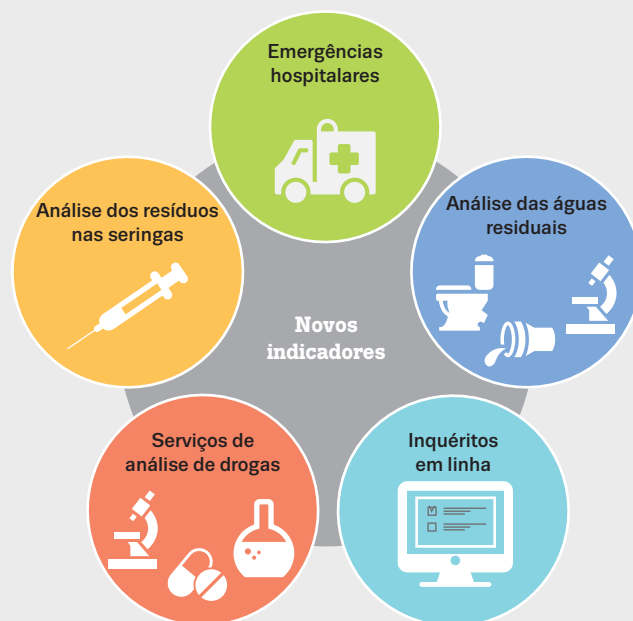 Emergências
hospitalares
Análise das águas
residuais
Inquéritos
em linha
Serviços de
análise de drogas
Análise dos resíduos
nas seringas
Novos
indicadores